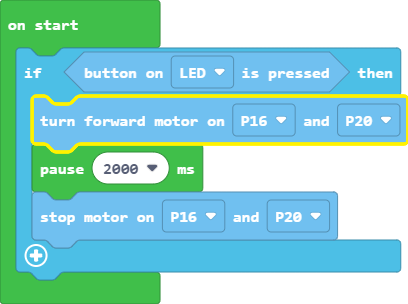 on start
if button on LED is pressed then
turn forward motor on P16 and P20
pause 2000 ms
stop motor on P16 and P20